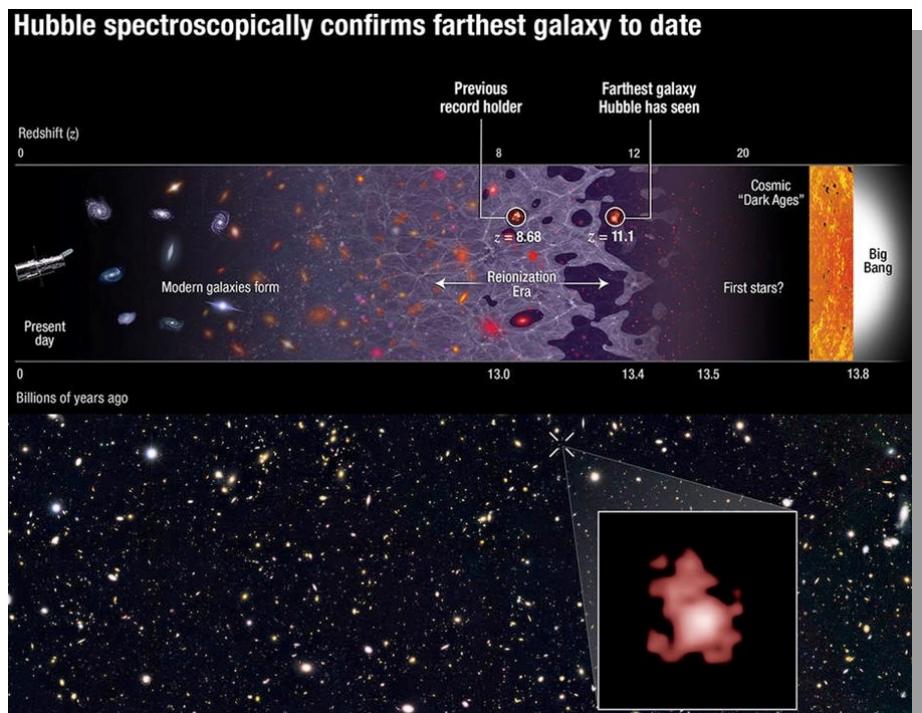 Hubble spectroscopically confirms farthest galaxy to date
Previous
record holder
Farthest galaxy
Hubble has seen
Redshift (z)
0
8
12
20
Cosmic
"Dark Ages"
z = 8.68
z = 11.1
Big
Bang
Reionization
Era
Modern galaxies form
First stars?
Present
day
0
13.0
13.4
13.5
13.8
Billions of years ago